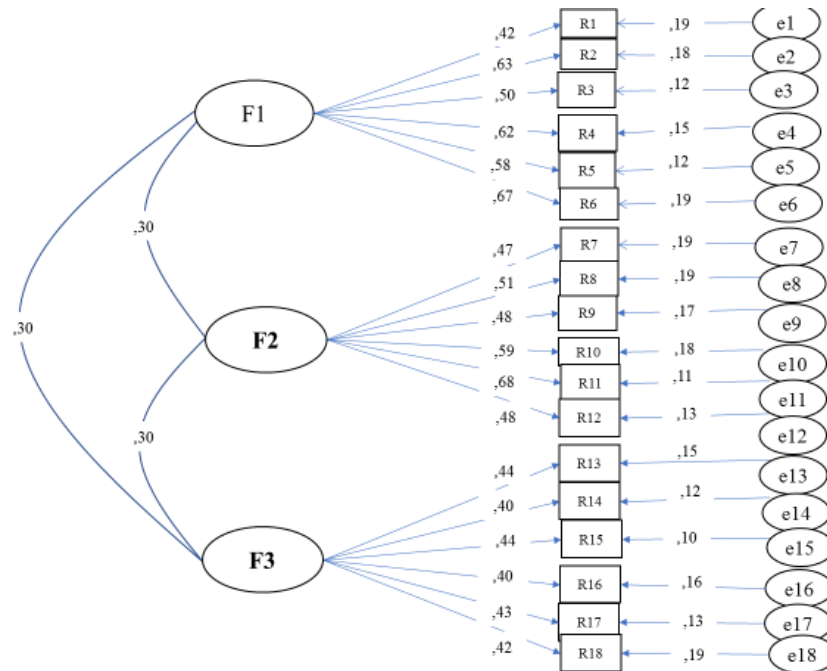 ,42 R1 ,19 e1
,63 R2 ,18 e2
,50 R3 ,12 e3
F1
,62 R4 ,15 e4
,58 R5 ,12 e5
,67 R6 ,19 e6
,30
,47 R7 ,19 e7
,51 R8 ,19 e8
,48 R9 ,17 e9
,30
F2
,59 R10 ,18 e10
,68 R11 ,11 e11
,48 R12 ,13 e12
,30
,44 R13 ,15 e13
,40 R14 ,12 e14
,44 R15 ,10 e15
F3
,40 R16 ,16 e16
,43 R17 ,13 e17
,42 R18 ,19 e18